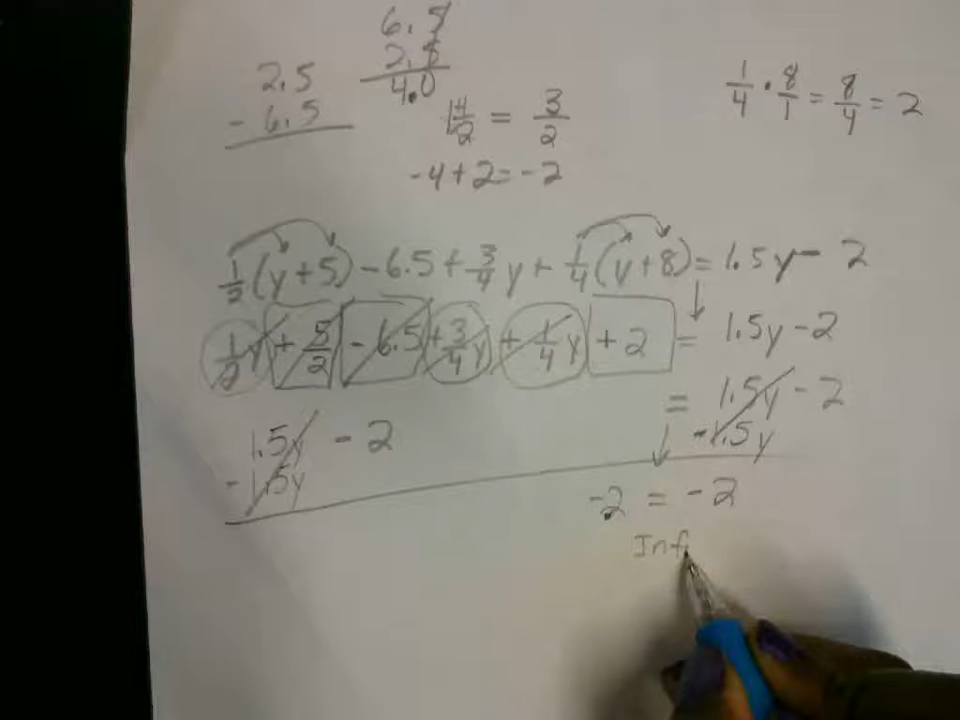 6.5
2.5
2.5
4.0
- 6.5
1/4 · 8/1 = 8/4 = 2
= 3/2
-4 + 2 = -2
1/2 (y + 5) - 6.5 + 3/4 y + 1/4 (y + 8) = 1.5y - 2
1/2 y + 5/2 - 6.5 + 3/4 y + 1/4 y + 2 = 1.5y - 2
= 1.5y - 2
1.5y - 2
- 1.5y
- 1.5y
-2 = -2
Inf